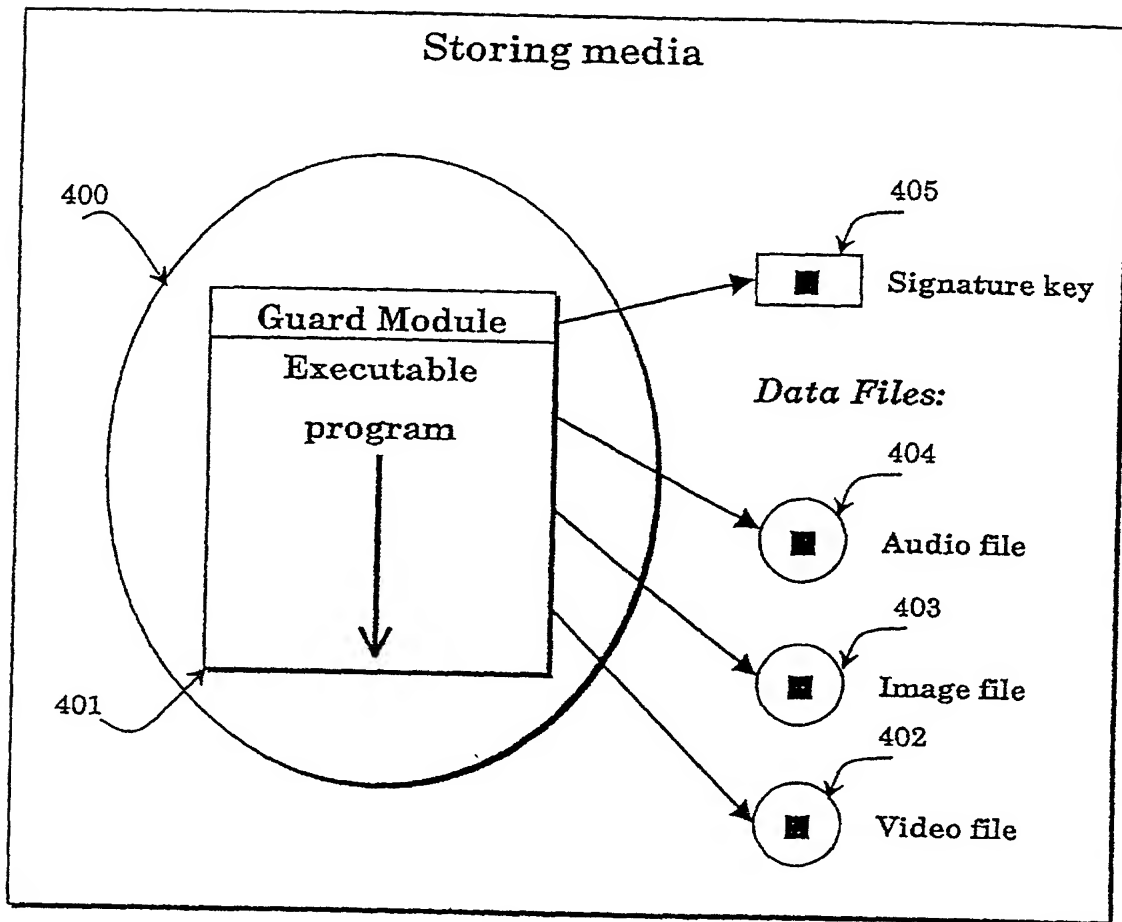 Storing media
400
405
Guard Module
Signature key
Executable
program
Data Files:
404
Audio file
403
Image file
401
402
Video file